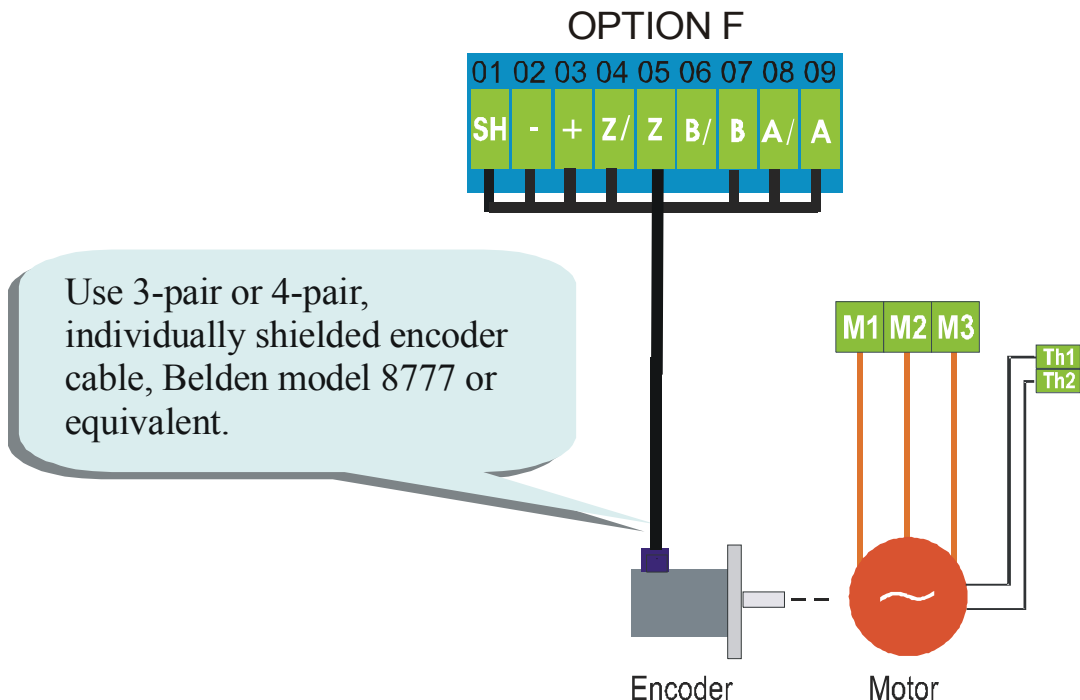 OPTION F
01 02 03 04 05 06 07 08 09
SH - + Z/ Z B/ B A/ A
Use 3-pair or 4-pair,
individually shielded encoder
cable, Belden model 8777 or
equivalent.
M1 M2 M3
Th1
Th2
Encoder
Motor